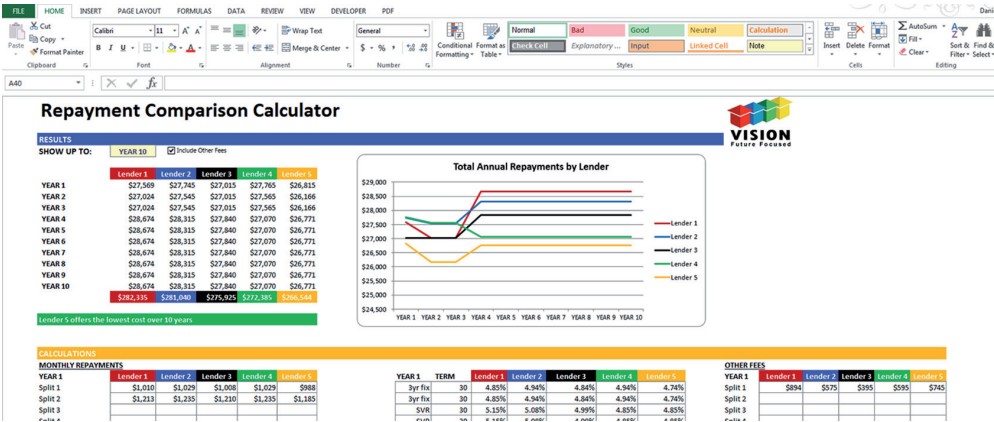 FILE HOME INSERT PAGE LAYOUT FORMULAS DATA REVIEW VIEW DEVELOPER PDF Dani
Cut
Copy
Format Painter
Paste
Clipboard
Calibri 11 A A
B I U A
Font
Wrap Text
Merge & Center
Alignment
General
$ % ,
Number
Conditional Formatting
Format as Table
Normal Bad Good Neutral Calculation
Check Cell Explanatory ... Input Linked Cell Note
Styles
Insert Delete Format
Cells
AutoSum
Fill
Clear
Sort & Filter
Find & Select
Editing
A40 fx
Repayment Comparison Calculator
VISION
Future Focused
RESULTS
SHOW UP TO: YEAR 10 Include Other Fees
Lender 1 Lender 2 Lender 3 Lender 4 Lender 5
YEAR 1 $27,569 $27,745 $27,015 $27,765 $26,815
YEAR 2 $27,024 $27,545 $27,015 $27,565 $26,166
YEAR 3 $27,024 $27,545 $27,015 $27,565 $26,166
YEAR 4 $28,674 $28,315 $27,840 $27,070 $26,771
YEAR 5 $28,674 $28,315 $27,840 $27,070 $26,771
YEAR 6 $28,674 $28,315 $27,840 $27,070 $26,771
YEAR 7 $28,674 $28,315 $27,840 $27,070 $26,771
YEAR 8 $28,674 $28,315 $27,840 $27,070 $26,771
YEAR 9 $28,674 $28,315 $27,840 $27,070 $26,771
YEAR 10 $28,674 $28,315 $27,840 $27,070 $26,771
$282,335 $281,040 $275,925 $272,385 $266,544
Lender 5 offers the lowest cost over 10 years
Total Annual Repayments by Lender
$29,000
$28,500
$28,000
$27,500
$27,000
$26,500
$26,000
$25,500
$25,000
$24,500
YEAR 1 YEAR 2 YEAR 3 YEAR 4 YEAR 5 YEAR 6 YEAR 7 YEAR 8 YEAR 9 YEAR 10
Lender 1
Lender 2
Lender 3
Lender 4
Lender 5
CALCULATIONS
MONTHLY REPAYMENTS
YEAR 1 Lender 1 Lender 2 Lender 3 Lender 4 Lender 5
Split 1 $1,010 $1,029 $1,008 $1,029 $988
Split 2 $1,213 $1,235 $1,210 $1,235 $1,185
Split 3
Split 4
YEAR 1 TERM Lender 1 Lender 2 Lender 3 Lender 4 Lender 5
3yr fix 30 4.85% 4.94% 4.84% 4.94% 4.74%
3yr fix 30 4.85% 4.94% 4.84% 4.94% 4.74%
SVR 30 5.15% 5.08% 4.99% 4.85% 4.85%
SVR 30 5.15% 5.08% 4.99% 4.85% 4.85%
OTHER FEES
YEAR 1 Lender 1 Lender 2 Lender 3 Lender 4 Lender 5
Split 1 $894 $575 $395 $595 $745
Split 2
Split 3
Split 4